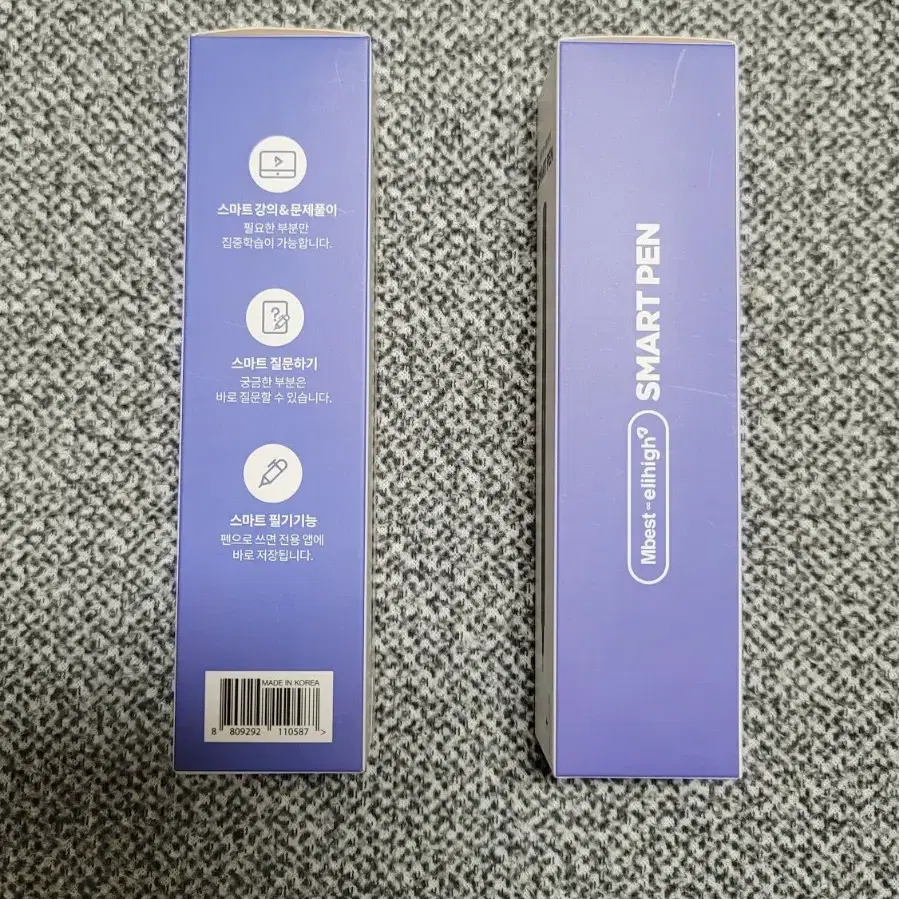 스마트 강의&문제풀이
필요한 부분만
집중학습이 가능합니다.
스마트 질문하기
궁금한 부분은
바로 질문할 수 있습니다.
스마트 필기기능
펜으로 쓰면 전용 앱에
바로 저장됩니다.
MADE IN KOREA
8 809292 110587 >
Mbest elihigh SMART PEN
PEN